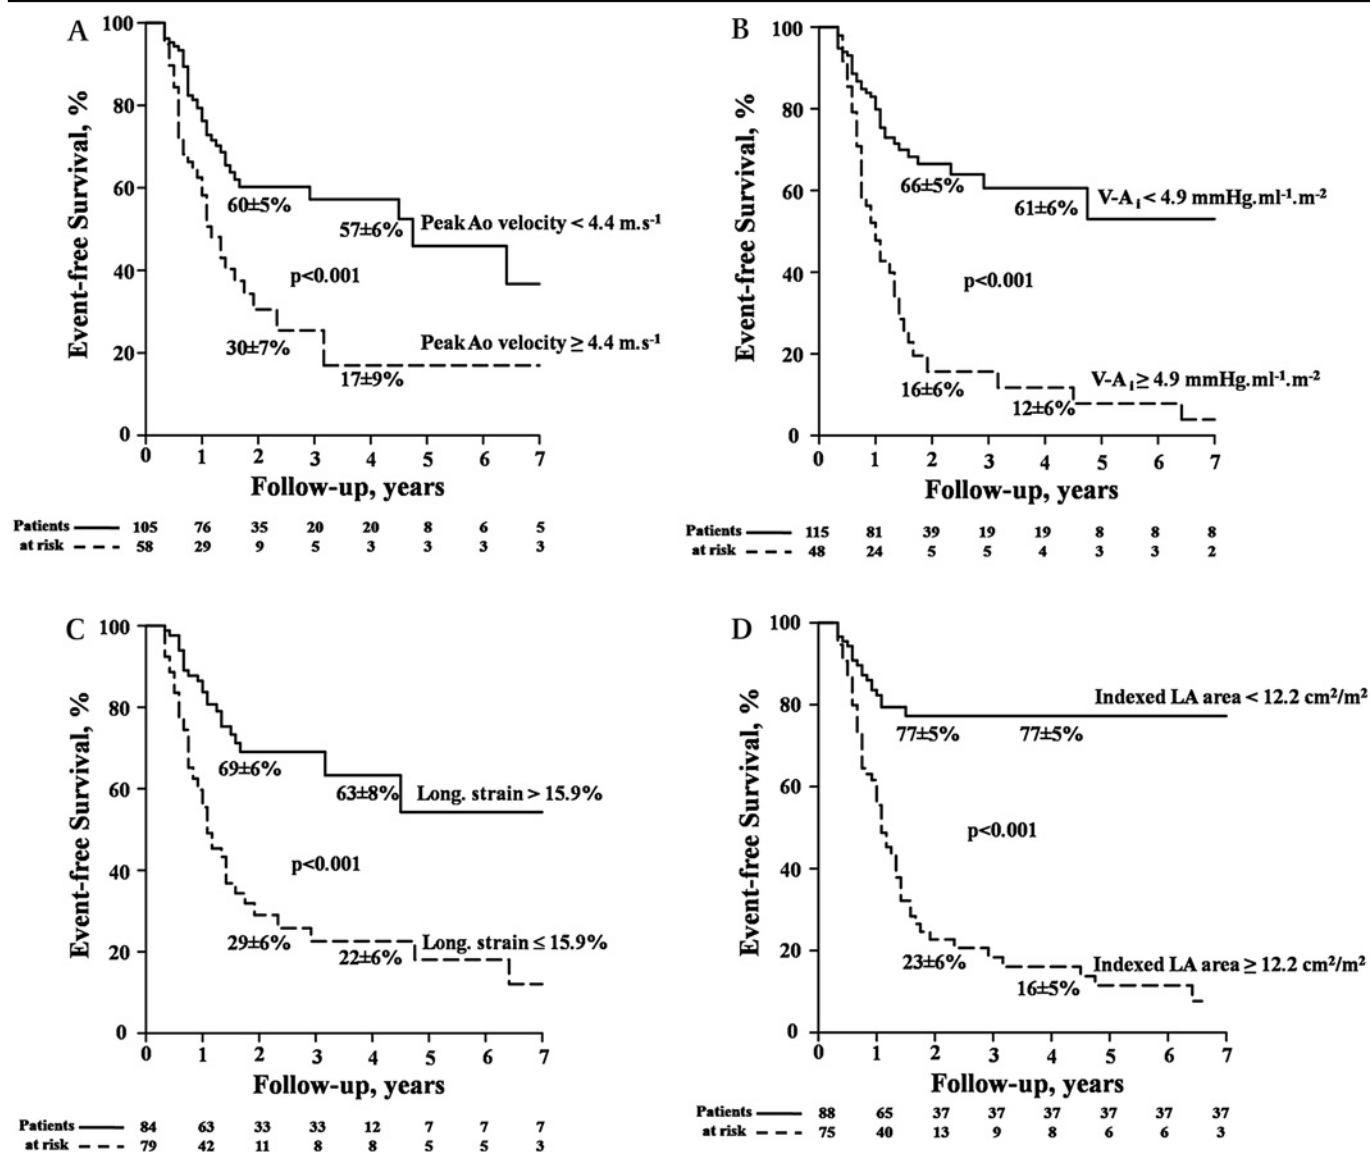 A
Event-free Survival, %
100
80
60
40
20
0
60±5%
57±6%
Peak Ao velocity < 4.4 m.s-1
p<0.001
30±7%
Peak Ao velocity ≥ 4.4 m.s-1
17±9%
0 1 2 3 4 5 6 7
Follow-up, years
Patients 105 76 35 20 20 8 6 5
at risk 58 29 9 5 3 3 3 3
B
Event-free Survival, %
100
80
60
40
20
0
66±5%
61±6%
V-Ai < 4.9 mmHg.ml-1.m-2
p<0.001
16±6%
V-Ai ≥ 4.9 mmHg.ml-1.m-2
12±6%
0 1 2 3 4 5 6 7
Follow-up, years
Patients 115 81 39 19 19 8 8 8
at risk 48 24 5 5 4 3 3 2
C
Event-free Survival, %
100
80
60
40
20
0
69±6%
63±8%
Long. strain > 15.9%
p<0.001
29±6%
22±6%
Long. strain ≤ 15.9%
0 1 2 3 4 5 6 7
Follow-up, years
Patients 84 63 33 33 12 7 7 7
at risk 79 42 11 8 8 5 5 3
D
Event-free Survival, %
100
80
60
40
20
0
Indexed LA area < 12.2 cm²/m²
77±5%
77±5%
p<0.001
23±6%
16±5%
Indexed LA area ≥ 12.2 cm²/m²
0 1 2 3 4 5 6 7
Follow-up, years
Patients 88 65 37 37 37 37 37 37
at risk 75 40 13 9 8 6 6 3